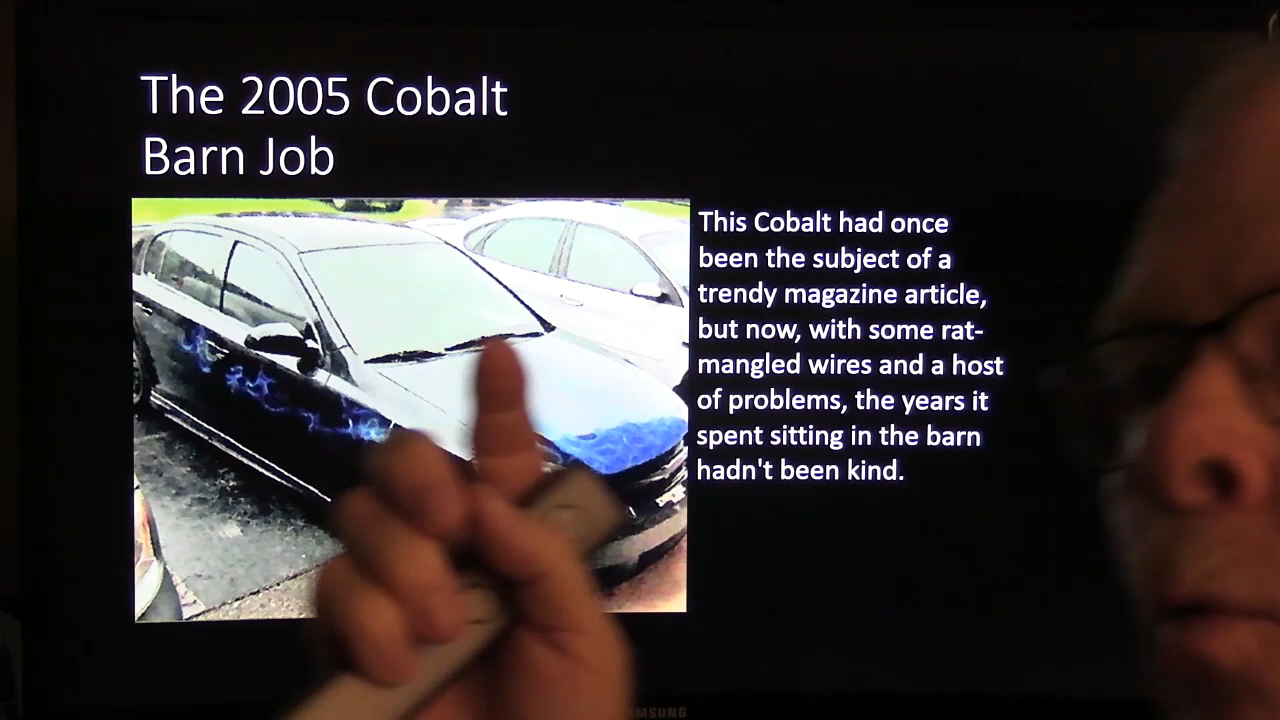 The 2005 Cobalt
Barn Job
This Cobalt had once
been the subject of a
trendy magazine article,
but now, with some rat-
mangled wires and a host
of problems, the years it
spent sitting in the barn
hadn't been kind.
SAMSUNG